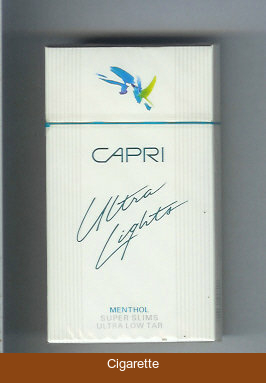 CAPRI
Ultra
Lights
MENTHOL
SUPER SLIMS
ULTRA LOW TAR
Cigarette